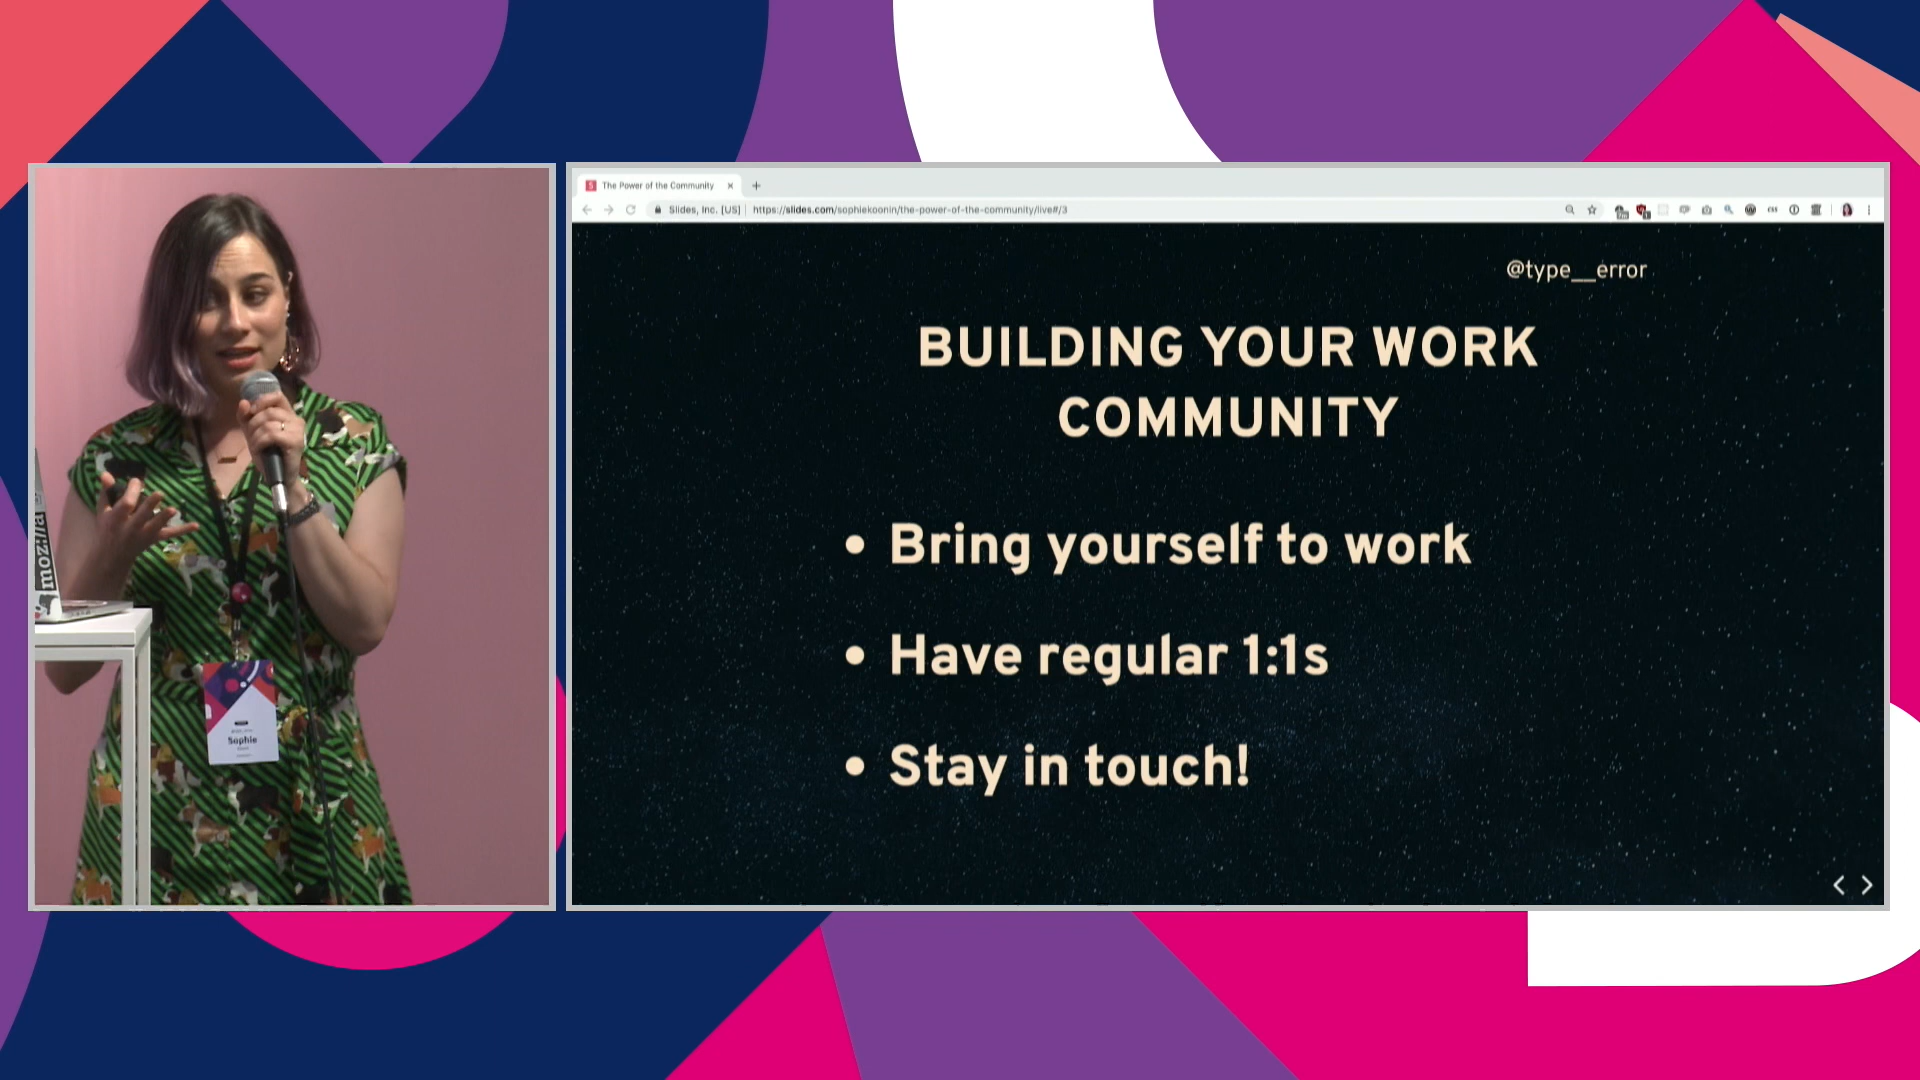 moz://a
Sophie
The Power of the Community
Slides, Inc. [US] | https://slides.com/sophiekoonin/the-power-of-the-community/live#/3
@type__error
BUILDING YOUR WORK
COMMUNITY
• Bring yourself to work
• Have regular 1:1s
• Stay in touch!